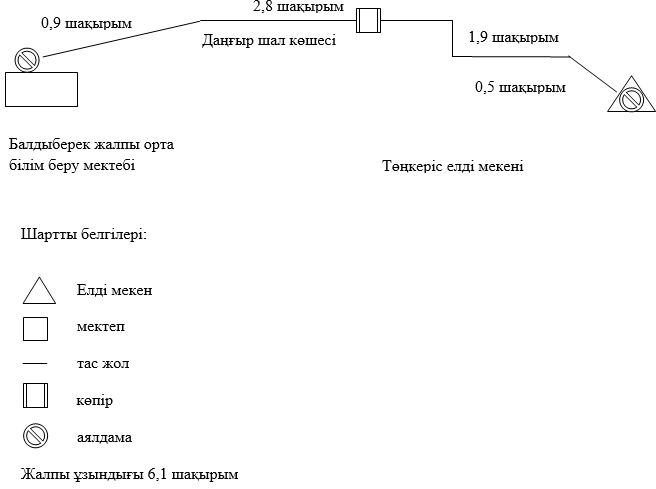 2,8 шақырым
0,9 шақырым
Даңғыр шал көшесі
1,9 шақырым
0,5 шақырым
Балдыберек жалпы орта
білім беру мектебі
Төңкеріс елді мекені
Шартты белгілері:
Елді мекен
мектеп
тас жол
көпір
аялдама
Жалпы ұзындығы 6,1 шақырым